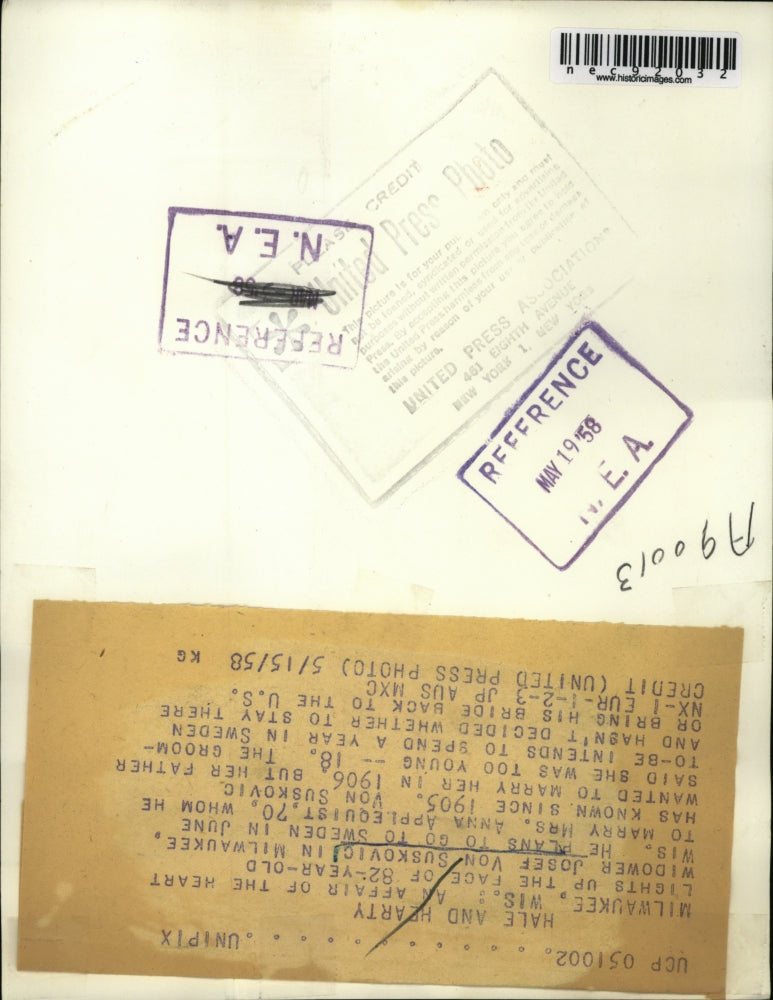 nec92032
www.historicimages.com
PLEASE CREDIT
United Press Photo
This picture is for your pu only and must
be loaned, syndicated or used for advertising
purposes without written permission from the United
Press. By accepting this picture you agree to hold
the United Press harmless from any loss or damage
arising by reason of your use or publication of
this picture.
UNITED PRESS ASSOCIATIONS
461 EIGHTH AVENUE
NEW YORK 1, NEW YORK
REFERENCE
N.E.A.
REFERENCE
MAY 19 '58
N. E. A.
A90013
UCP 051002. . . . . . . . . . . UNIPIX
HALE AND HEARTY
MILWAUKEE, WIS.: AN AFFAIR OF THE HEART
LIGHTS UP THE FACE OF 82-YEAR-OLD
WIDOWER JOSEF VON SUSKOVIC IN MILWAUKEE,
WIS. HE PLANS TO GO TO SWEDEN IN JUNE
TO MARRY MRS. ANNA APPLEQUIST, 70, WHOM HE
HAS KNOWN SINCE 1905. VON SUSKOVIC
WANTED TO MARRY HER IN 1906, BUT HER FATHER
SAID SHE WAS TOO YOUNG -- 18. THE GROOM-
TO-BE INTENDS TO SPEND A YEAR IN SWEDEN
AND HASN'T DECIDED WHETHER TO STAY THERE
OR BRING HIS BRIDE BACK TO THE U.S.
NX-1-EUR-1-2-3 JP AUS MXC
CREDIT (UNITED PRESS PHOTO) 5/15/58 KG